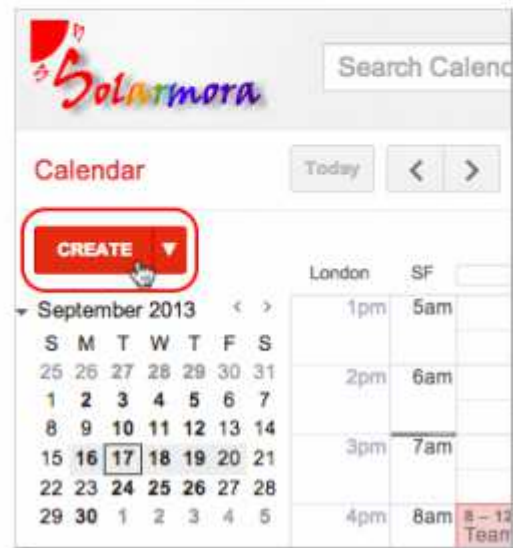 Solarmora
Search Calend
Calendar
Today < >
CREATE ▼
London SF
September 2013 < >
S M T W T F S
25 26 27 28 29 30 31
1 2 3 4 5 6 7
8 9 10 11 12 13 14
15 16 17 18 19 20 21
22 23 24 25 26 27 28
29 30 1 2 3 4 5
1pm 5am
2pm 6am
3pm 7am
4pm 8am 8 – 12
Team